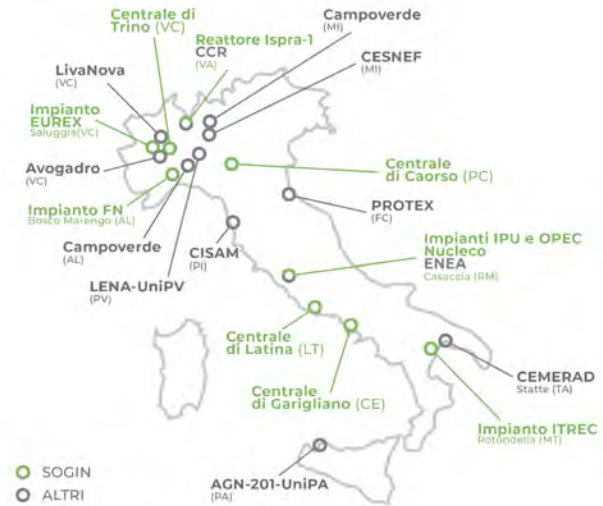 Centrale di
Trino (VC)
Campoverde
(MI)
Reattore Ispra-1
CCR
(VA)
CESNEF
(MI)
LivaNova
(VC)
Impianto
EUREX
Saluggia(VC)
Avogadro
(VC)
Centrale
di Caorso (PC)
Impianto FN
Bosco Marengo (AL)
PROTEX
(FC)
Campoverde
(AL)
CISAM
(PI)
Impianti IPU e OPEC
Nucleco
ENEA
Casaccia (RM)
LENA-UniPV
(PV)
Centrale
di Latina (LT)
CEMERAD
Statte (TA)
Centrale
di Garigliano (CE)
Impianto ITREC
Rotondella (MT)
AGN-201-UniPA
(PA)
SOGIN
ALTRI